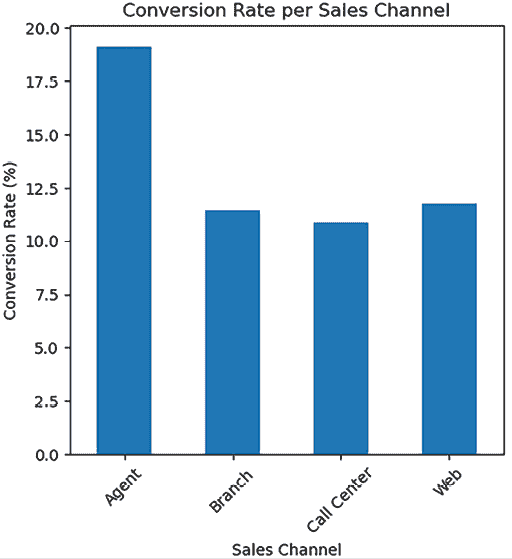 Conversion Rate per Sales Channel
Conversion Rate (%)
20.0
17.5
15.0
12.5
10.0
7.5
5.0
2.5
0.0
Agent
Branch
Call Center
Web
Sales Channel